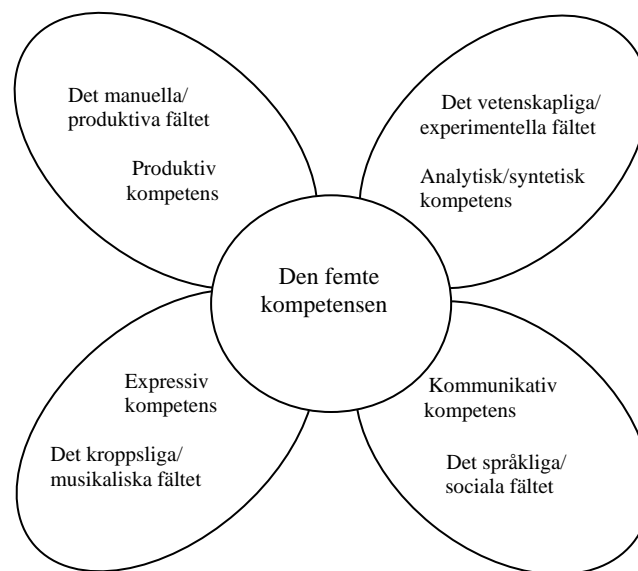 Det manuella/
produktiva fältet
Produktiv
kompetens
Det vetenskapliga/
experimentella fältet
Analytisk/syntetisk
kompetens
Den femte
kompetensen
Expressiv
kompetens
Det kroppsliga/
musikaliska fältet
Kommunikativ
kompetens
Det språkliga/
sociala fältet